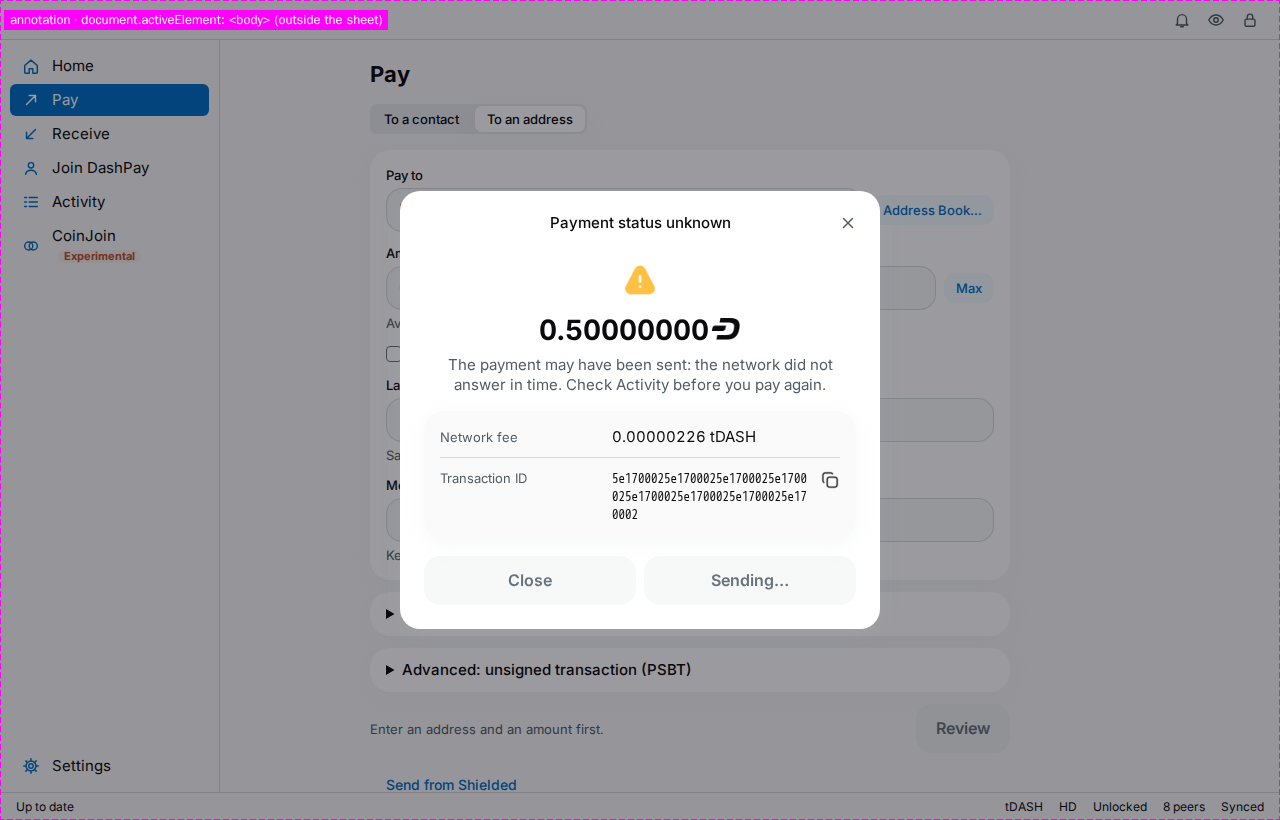 annotation · document.activeElement: <body> (outside the sheet)
Home
Pay
Receive
Join DashPay
Activity
CoinJoin
Experimental
Settings
Pay
To a contact
To an address
Pay to
Address Book...
Max
Payment status unknown
0.50000000
The payment may have been sent: the network did not
answer in time. Check Activity before you pay again.
Network fee
0.00000226 tDASH
Transaction ID
5e1700025e1700025e1700025e1700
025e1700025e1700025e1700025e17
0002
Close
Sending...
Advanced: unsigned transaction (PSBT)
Enter an address and an amount first.
Review
Send from Shielded
Up to date
tDASH
HD
Unlocked
8 peers
Synced